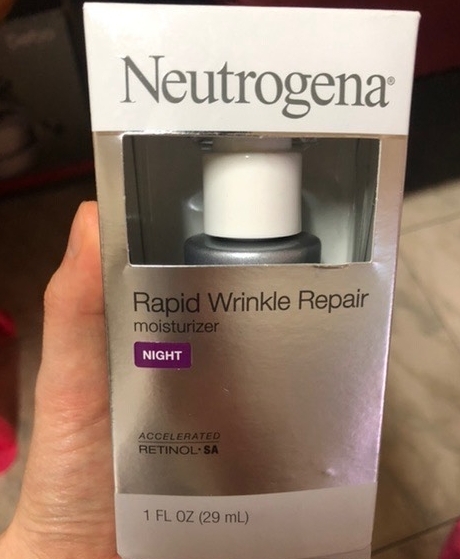 Neutrogena®
Rapid Wrinkle Repair
moisturizer
NIGHT
ACCELERATED
RETINOL • SA
1 FL OZ (29 mL)